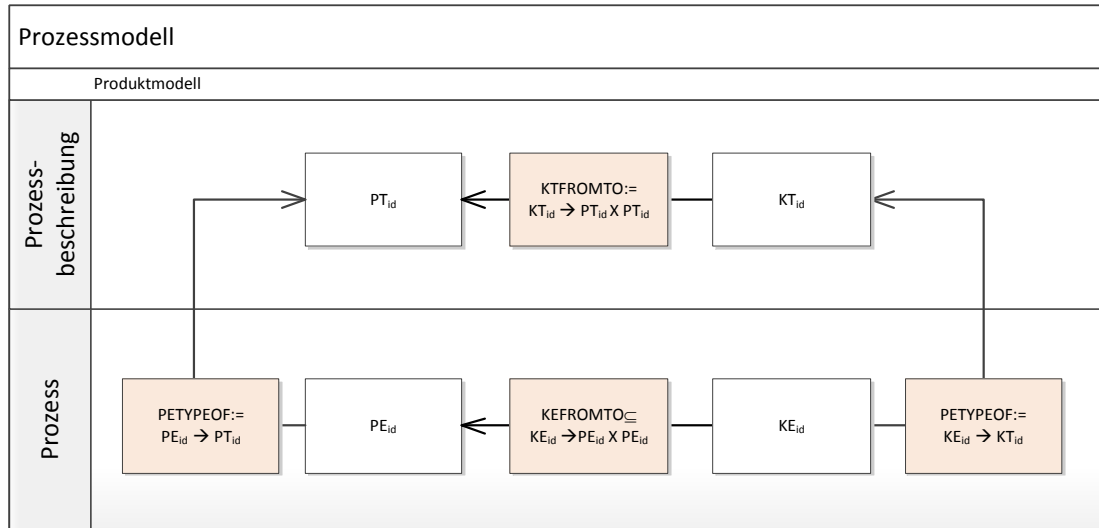 Prozessmodell
Produktmodell
Prozess-
beschreibung
PTid
KTFROMTO:=
KTid → PTid X PTid
KTid
Prozess
PETYPEOF:=
PEid → PTid
PEid
KEFROMTO⊆
KEid →PEid X PEid
KEid
PETYPEOF:=
KEid → KTid